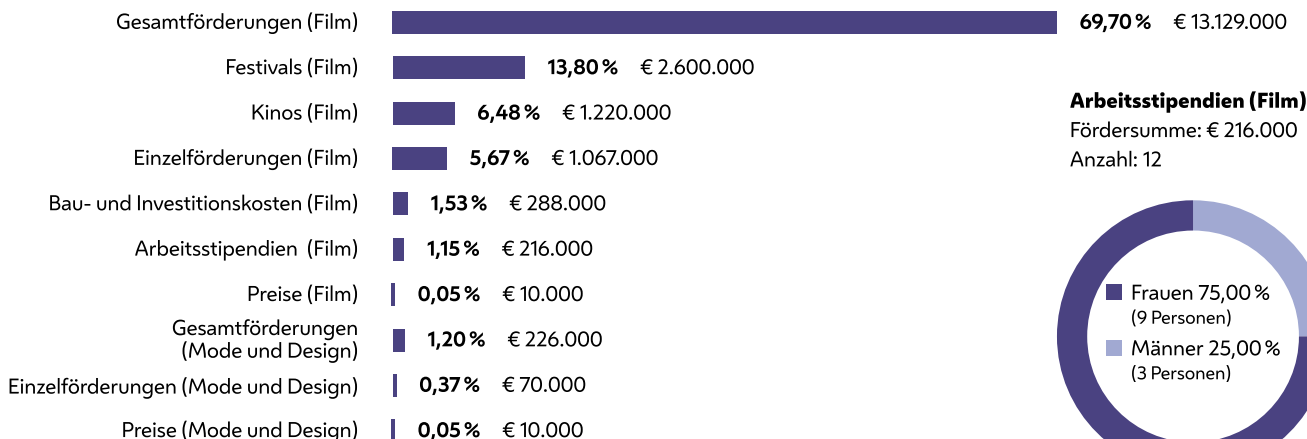 Gesamtförderungen (Film) 69,70 % € 13.129.000
Festivals (Film) 13,80 % € 2.600.000
Kinos (Film) 6,48 % € 1.220.000
Einzelförderungen (Film) 5,67 % € 1.067.000
Bau- und Investitionskosten (Film) 1,53 % € 288.000
Arbeitsstipendien (Film) 1,15 % € 216.000
Preise (Film) 0,05 % € 10.000
Gesamtförderungen
(Mode und Design) 1,20 % € 226.000
Einzelförderungen (Mode und Design) 0,37 % € 70.000
Preise (Mode und Design) 0,05 % € 10.000
Arbeitsstipendien (Film)
Fördersumme: € 216.000
Anzahl: 12
Frauen 75,00 %
(9 Personen)
Männer 25,00 %
(3 Personen)